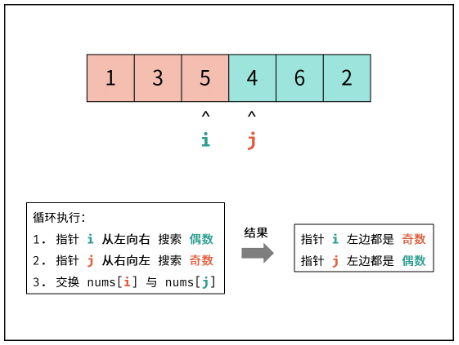 1 3 5 4 6 2
^ ^
i j
循环执行：
1. 指针 i 从左向右 搜索 偶数
2. 指针 j 从右向左 搜索 奇数
3. 交换 nums[i] 与 nums[j]
结果
指针 i 左边都是 奇数
指针 j 左边都是 偶数